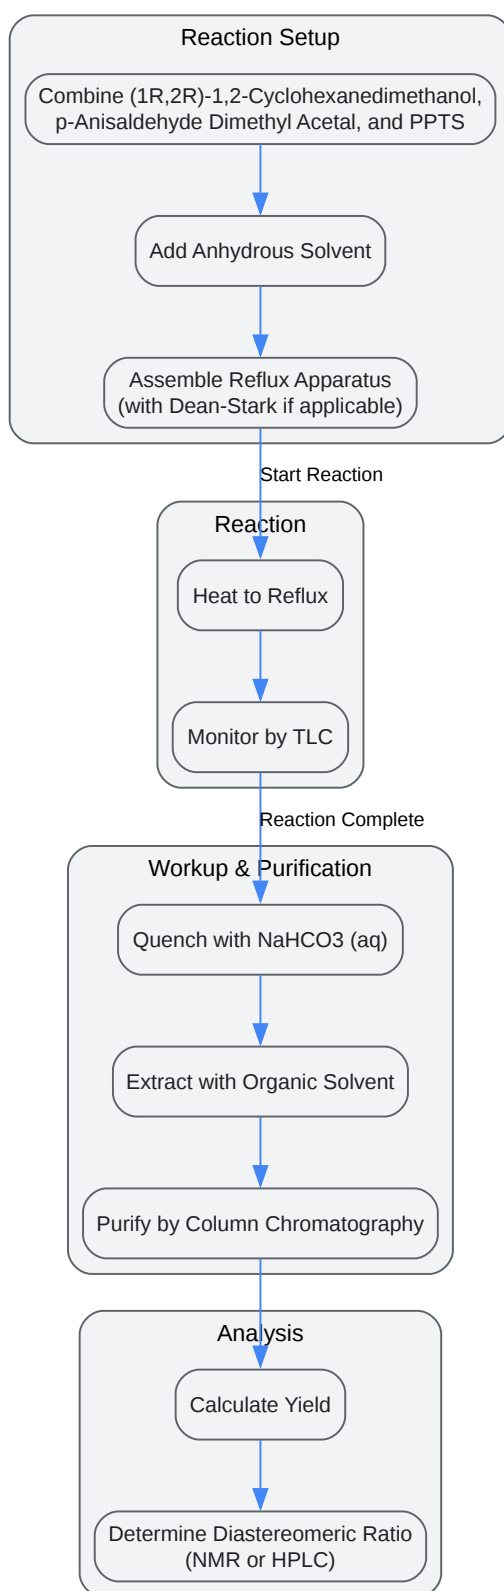 Reaction Setup
Combine (1R,2R)-1,2-Cyclohexanedimethanol,
p-Anisaldehyde Dimethyl Acetal, and PPTS
Add Anhydrous Solvent
Assemble Reflux Apparatus
(with Dean-Stark if applicable)
Start Reaction
Reaction
Heat to Reflux
Monitor by TLC
Reaction Complete
Workup & Purification
Quench with NaHCO3 (aq)
Extract with Organic Solvent
Purify by Column Chromatography
Analysis
Calculate Yield
Determine Diastereomeric Ratio
(NMR or HPLC)